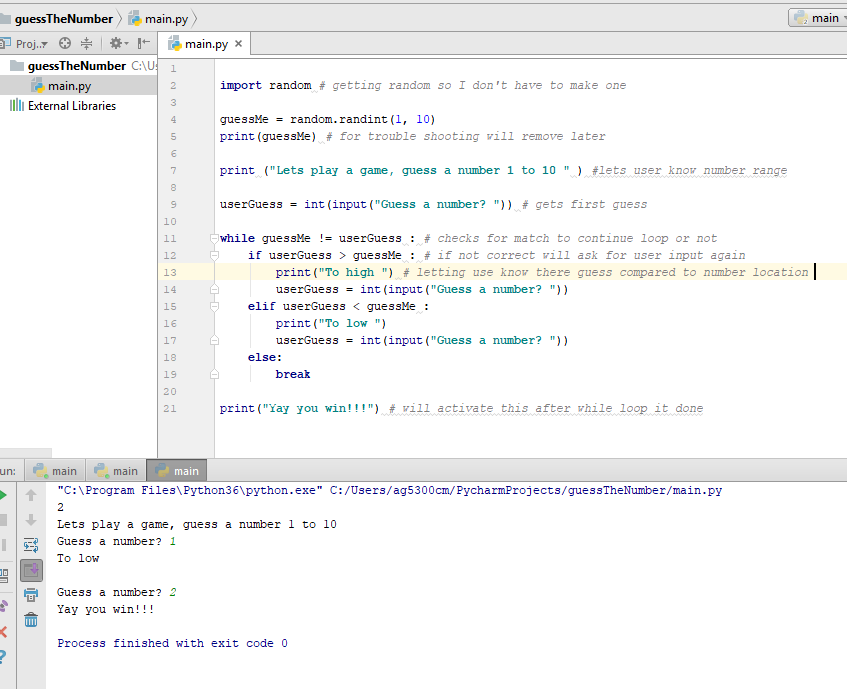 guessTheNumber main.py main
Proj.. main.py ×
guessTheNumber C:\Us
main.py
External Libraries
1
2 import random # getting random so I don't have to make one
3
4 guessMe = random.randint(1, 10)
5 print(guessMe) # for trouble shooting will remove later
6
7 print ("Lets play a game, guess a number 1 to 10 " ) #lets user know number range
8
9 userGuess = int(input("Guess a number? ")) # gets first guess
10
11 while guessMe != userGuess : # checks for match to continue loop or not
12 if userGuess > guessMe : # if not correct will ask for user input again
13 print("To high ") # letting use know there guess compared to number location
14 userGuess = int(input("Guess a number? "))
15 elif userGuess < guessMe :
16 print("To low ")
17 userGuess = int(input("Guess a number? "))
18 else:
19 break
20
21 print("Yay you win!!!") # will activate this after while loop it done
un: main main main
"C:\Program Files\Python36\python.exe" C:/Users/ag5300cm/PycharmProjects/guessTheNumber/main.py
2
Lets play a game, guess a number 1 to 10
Guess a number? 1
To low
Guess a number? 2
Yay you win!!!
Process finished with exit code 0